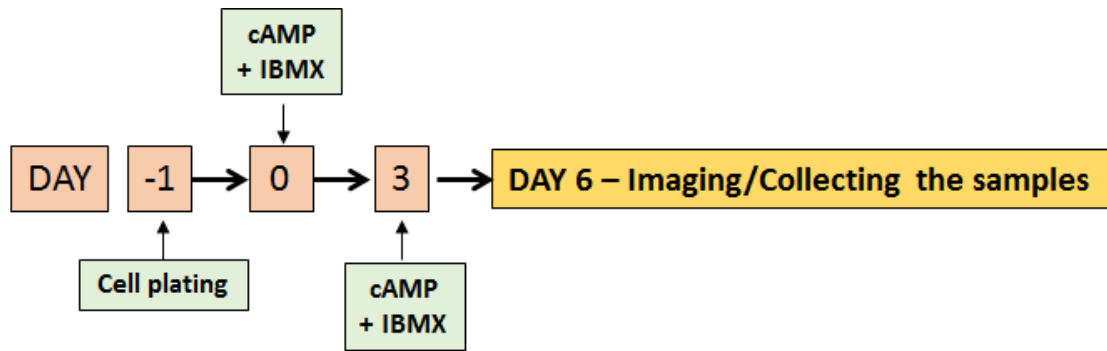 cAMP
+ IBMX
DAY -1 0 3 DAY 6 – Imaging/Collecting the samples
Cell plating
cAMP
+ IBMX